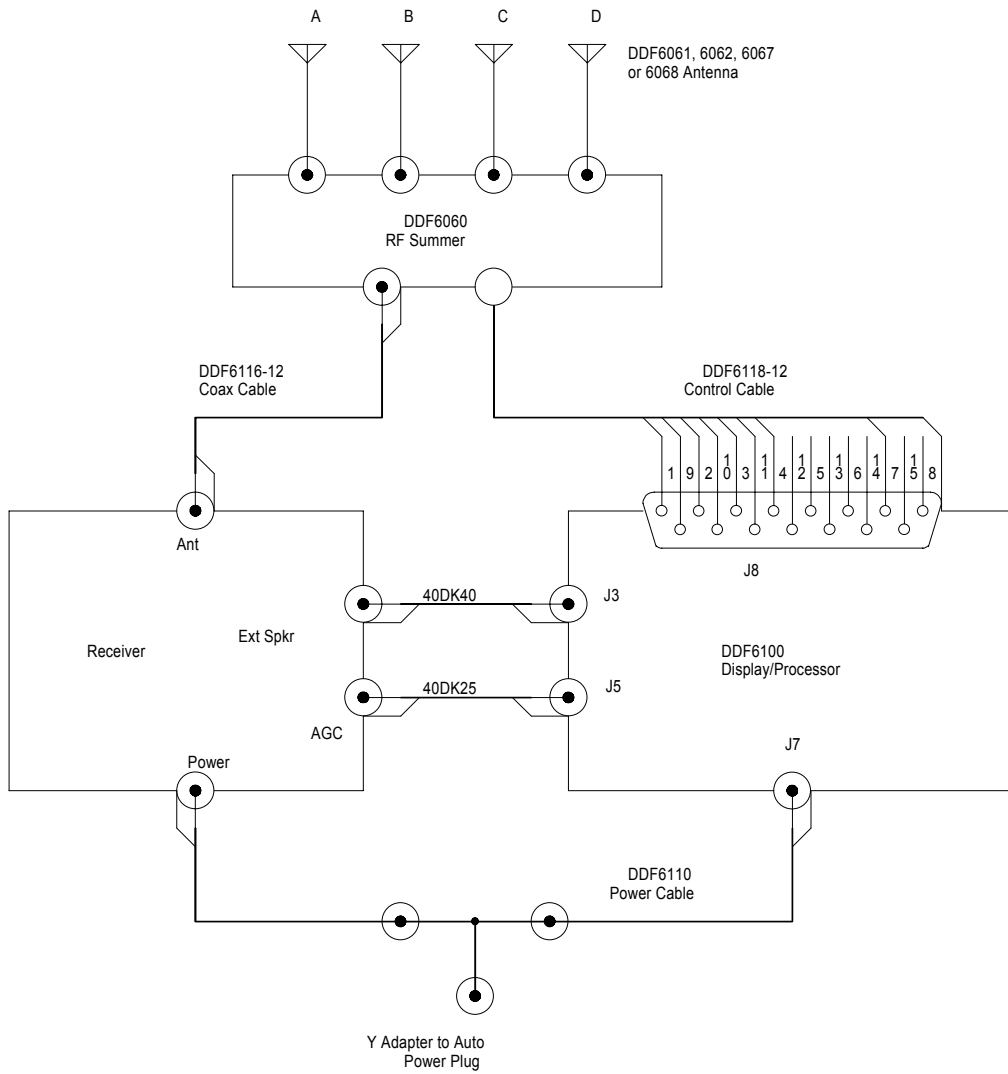 A B C D
DDF6061, 6062, 6067
or 6068 Antenna
DDF6060
RF Summer
DDF6116-12
Coax Cable
DDF6118-12
Control Cable
1 9 2 10 3 11 4 12 5 13 6 14 7 15 8
Ant
J8
40DK40
J3
Ext Spkr
Receiver
DDF6100
Display/Processor
40DK25
J5
AGC
Power
J7
DDF6110
Power Cable
Y Adapter to Auto
Power Plug